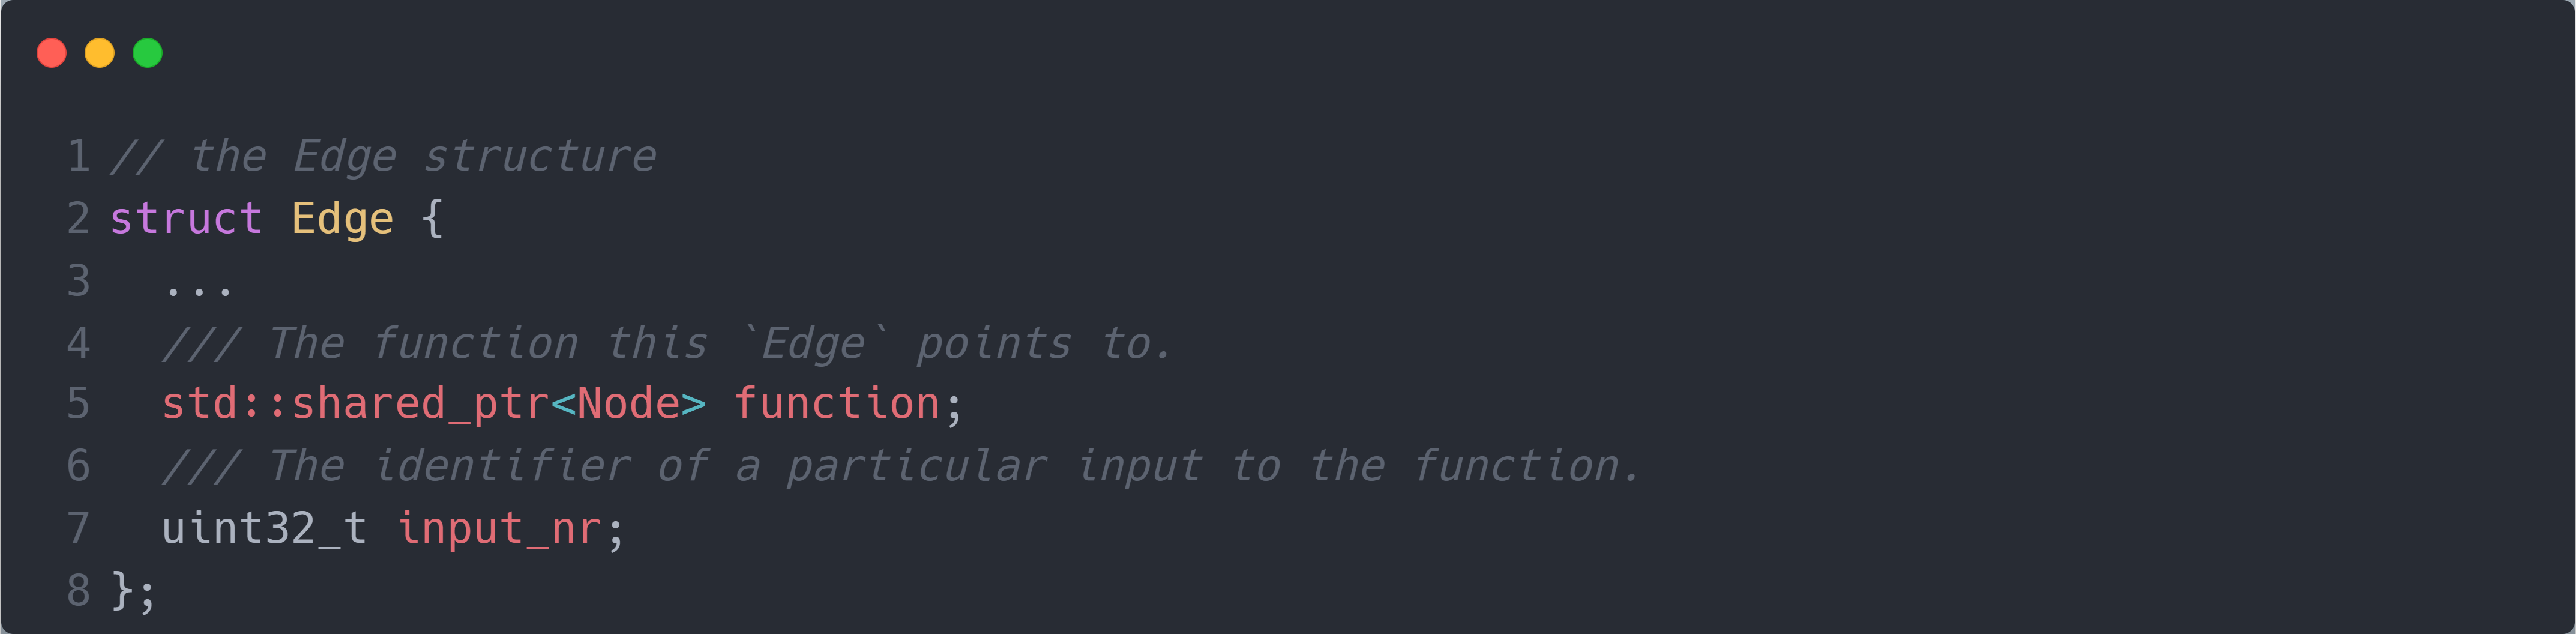 1 // the Edge structure
2 struct Edge {
3   ...
4   /// The function this `Edge` points to.
5   std::shared_ptr<Node> function;
6   /// The identifier of a particular input to the function.
7   uint32_t input_nr;
8 };